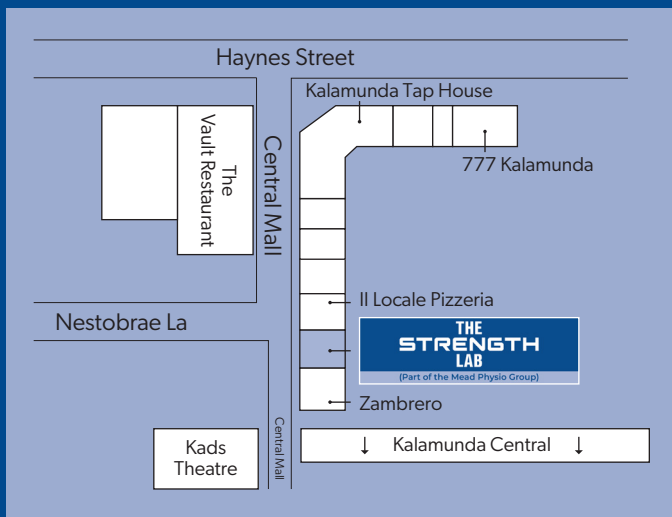 Haynes Street
Kalamunda Tap House
The
Vault Restaurant
Central Mall
777 Kalamunda
Il Locale Pizzeria
Nestobrae La
THE
STRENGTH
LAB
(Part of the Mead Physio Group)
Zambrero
Central Mall
Kads
Theatre
↓ Kalamunda Central ↓